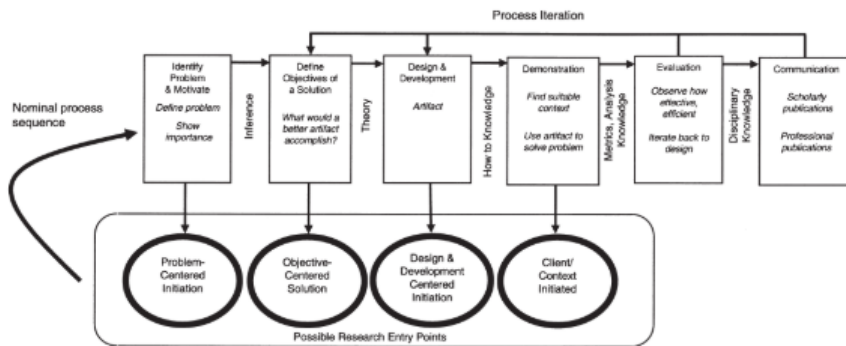 Process Iteration
Nominal process
sequence
Identify
Problem
& Motivate
Define problem
Show
importance
Inference
Define
Objectives of
a Solution
What would a
better artifact
accomplish?
Theory
Design &
Development
Artifact
How to Knowledge
Demonstration
Find suitable
context
Use artifact to
solve problem
Metrics, Analysis
Knowledge
Evaluation
Observe how
effective,
efficient
Iterate back to
design
Disciplinary
Knowledge
Communication
Scholarly
publications
Professional
publications
Problem-
Centered
Initiation
Objective-
Centered
Solution
Design &
Development
Centered
Initiation
Client/
Context
Initiated
Possible Research Entry Points